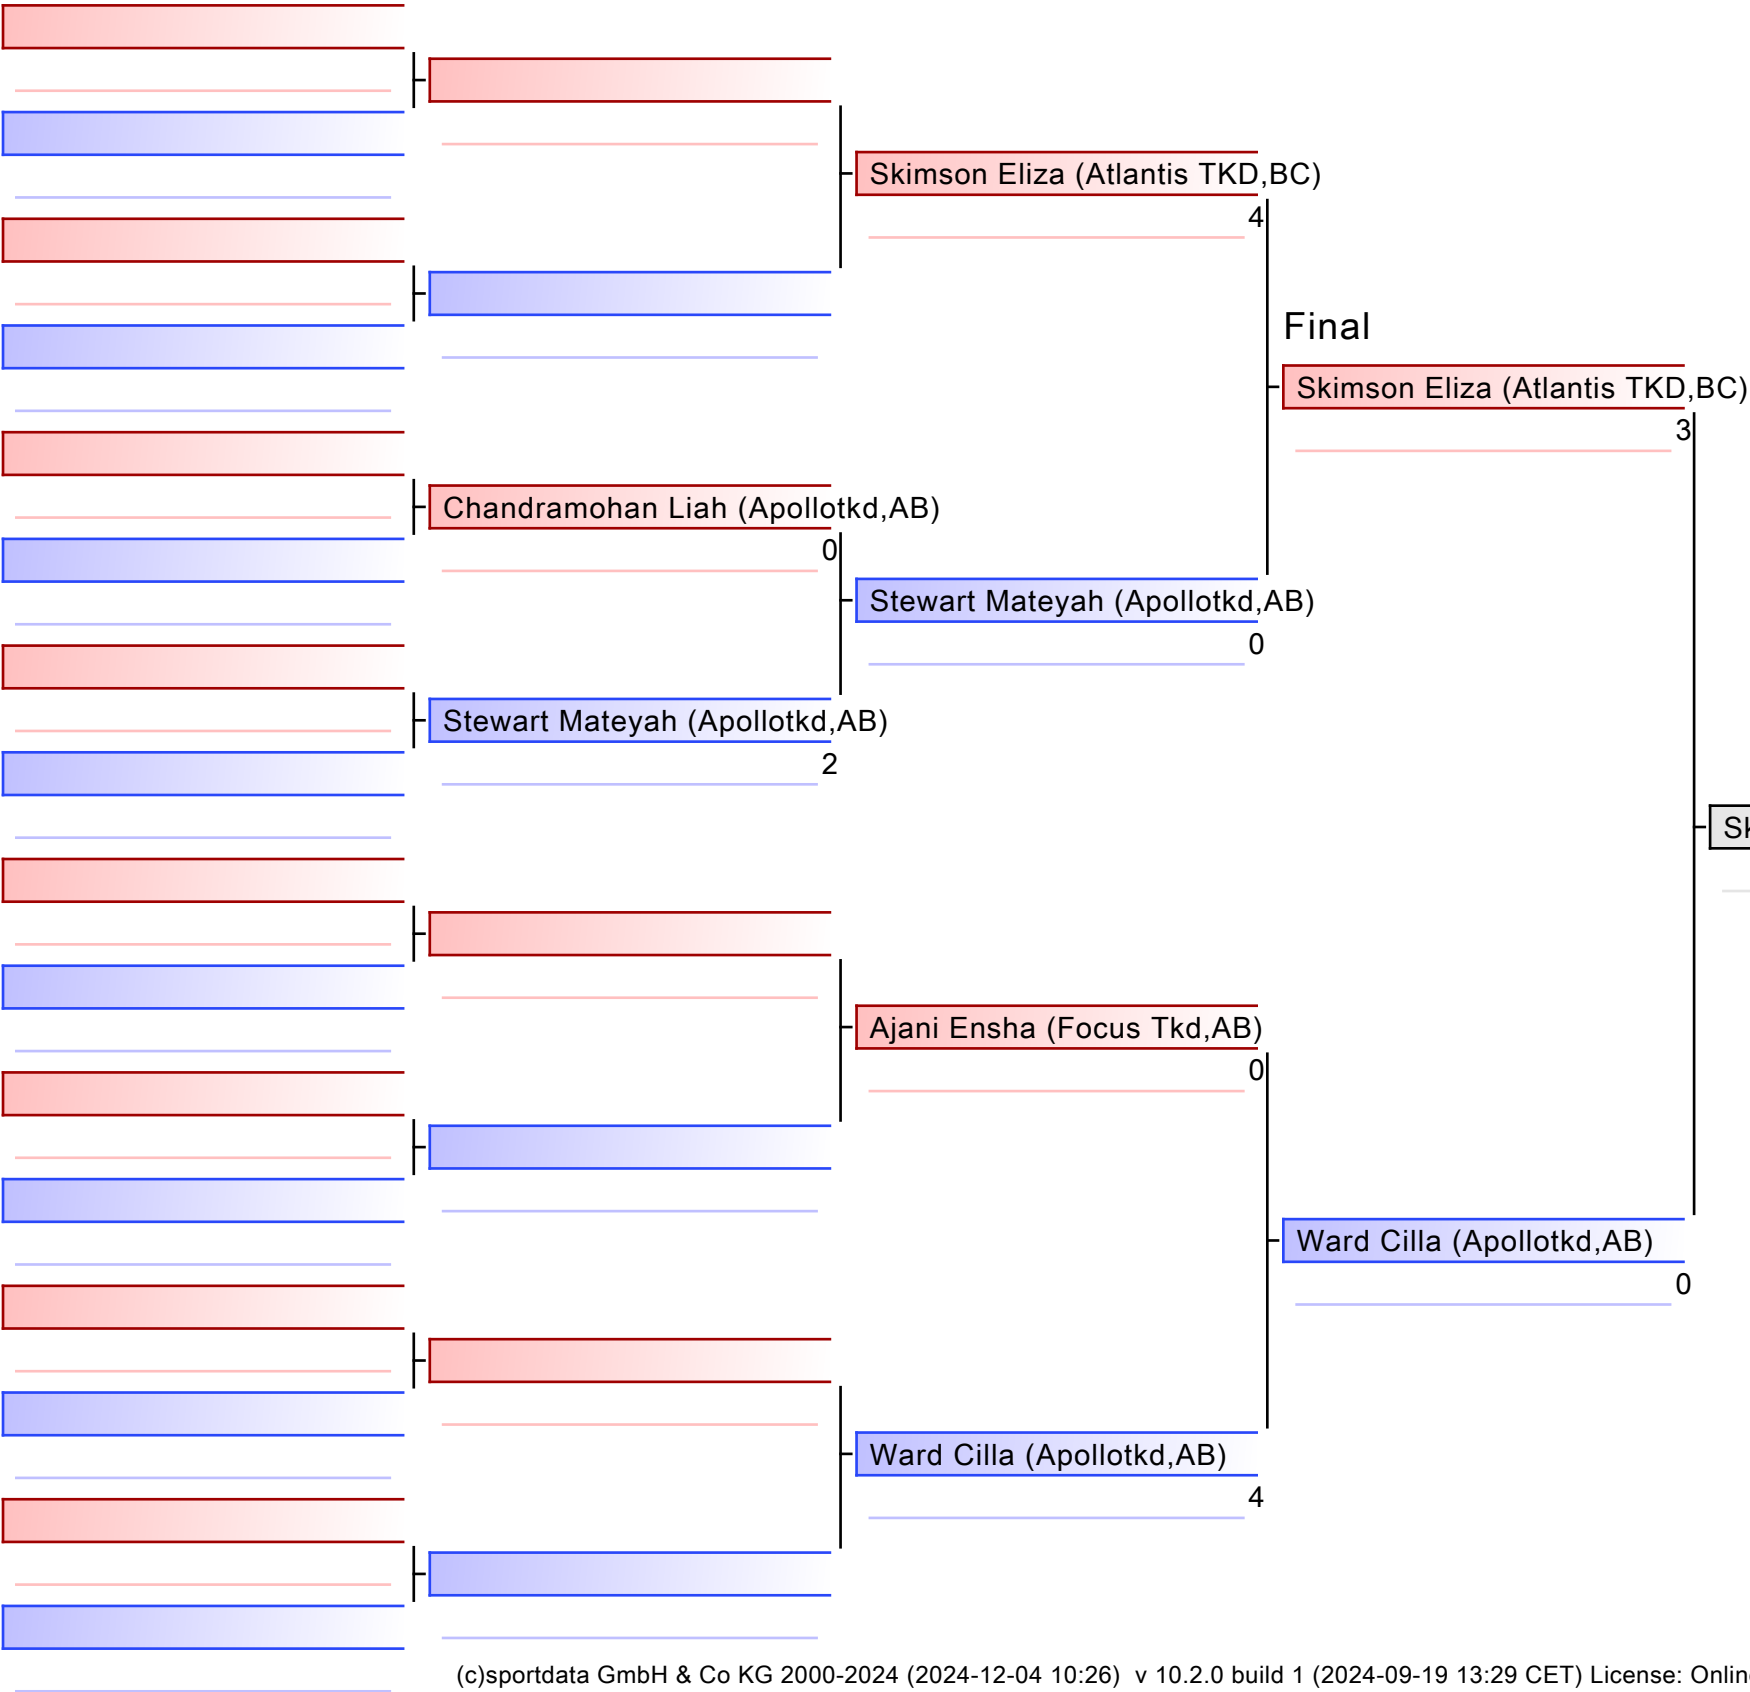 Skimson Eliza (Atlantis TKD,BC)
4
Final
Skimson Eliza (Atlantis TKD,BC)
3
Chandramohan Liah (Apollotkd,AB)
0
Stewart Mateyah (Apollotkd,AB)
0
Stewart Mateyah (Apollotkd,AB)
2
Sk
Ajani Ensha (Focus Tkd,AB)
0
Ward Cilla (Apollotkd,AB)
0
Ward Cilla (Apollotkd,AB)
4
(c)sportdata GmbH & Co KG 2000-2024 (2024-12-04 10:26) v 10.2.0 build 1 (2024-09-19 13:29 CET) License: Onlin